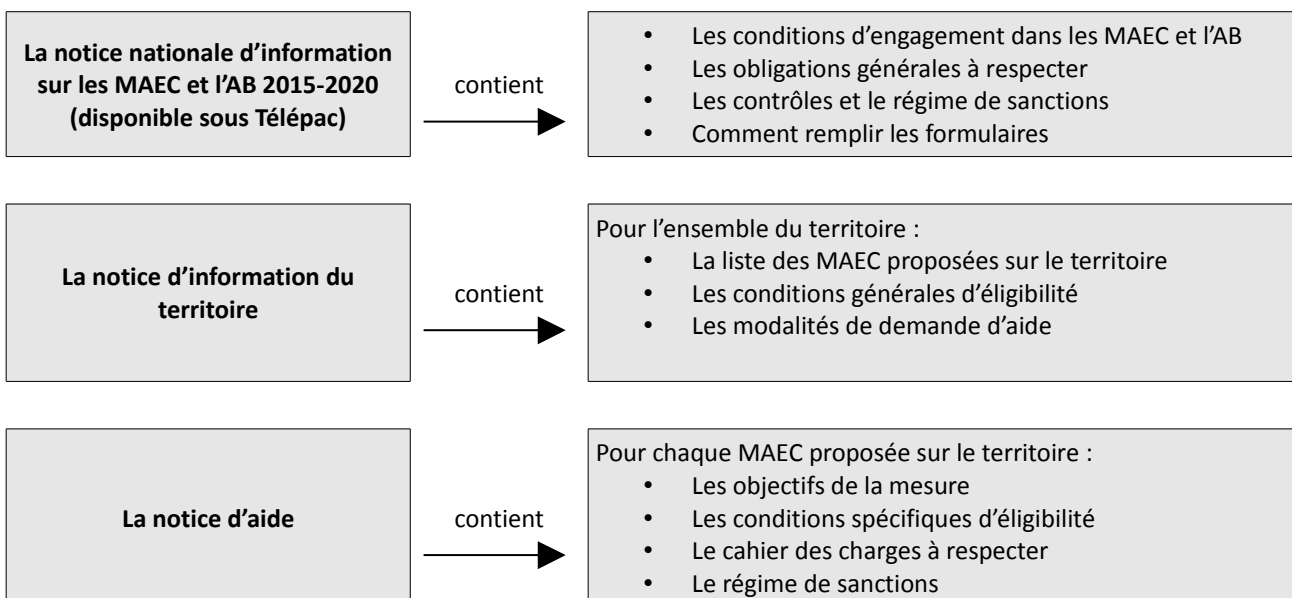 La notice nationale d’information
sur les MAEC et l’AB 2015-2020
(disponible sous Télépac)
contient
• Les conditions d’engagement dans les MAEC et l’AB
• Les obligations générales à respecter
• Les contrôles et le régime de sanctions
• Comment remplir les formulaires
La notice d’information du
territoire
contient
Pour l’ensemble du territoire :
• La liste des MAEC proposées sur le territoire
• Les conditions générales d’éligibilité
• Les modalités de demande d’aide
La notice d’aide
contient
Pour chaque MAEC proposée sur le territoire :
• Les objectifs de la mesure
• Les conditions spécifiques d’éligibilité
• Le cahier des charges à respecter
• Le régime de sanctions